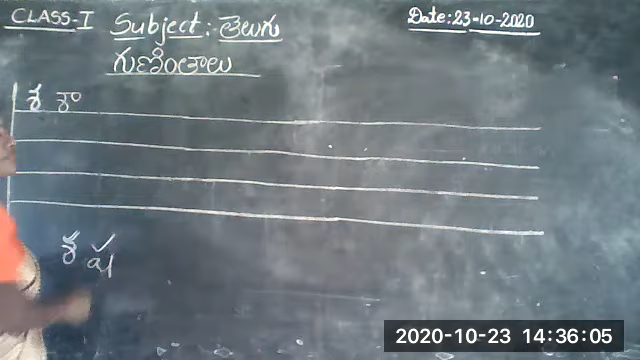 CLASS-I Subject:- తెలుగు Date:23-10-2020
గుణింతాలు
శ శా
శ ష
2020-10-23 14:36:05